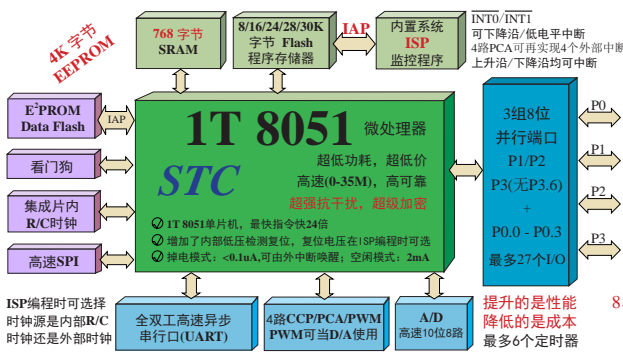 4K 字节
EEPROM
768 字节
SRAM
8/16/24/28/30K
字节 Flash
程序存储器
IAP
内置系统
ISP
监控程序
INT0/INT1
可下降沿/低电平中断
4路PCA可再实现4个外部中断
上升沿/下降沿均可中断
E²PROM
Data Flash
IAP
看门狗
集成片内
R/C时钟
高速SPI
1T 8051 微处理器
STC
超低功耗，超低价
高速(0-35M)，高可靠
超强抗干扰，超级加密
1T 8051单片机，最快指令快24倍
增加了内部低压检测复位，复位电压在ISP编程时可选
掉电模式：<0.1uA,可由外中断唤醒；空闲模式：2mA
3组8位
并行端口
P1/P2
P3(无P3.6)
+
P0.0 - P0.3
最多27个I/O
P0
P1
P2
P3
ISP编程时可选择
时钟源是内部R/C
时钟还是外部时钟
全双工高速异步
串行口(UART)
4路CCP/PCA/PWM
PWM可当D/A使用
A/D
高速10位8路
提升的是性能
降低的是成本
最多6个定时器
8.